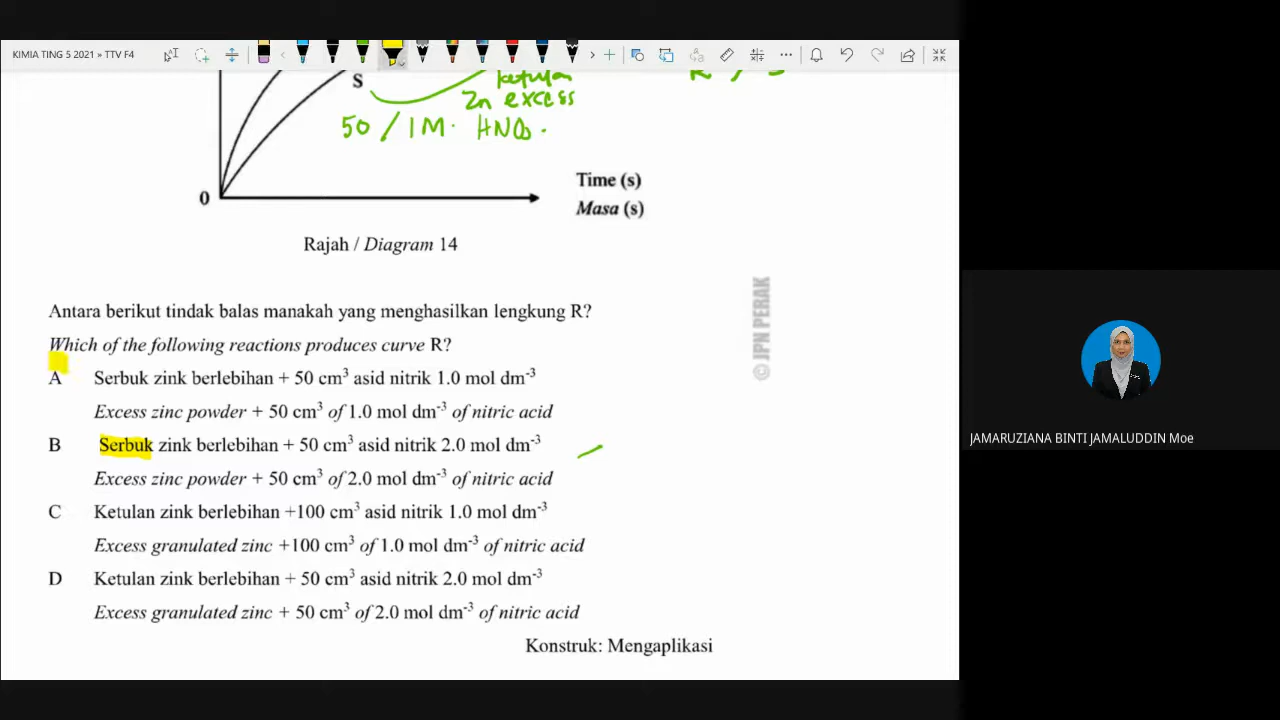 KIMIA TING 5 2021 » TTV F4
S
ketulan
Zn excess
50 / 1M. HNO3.
Time (s)
0
Masa (s)
Rajah / Diagram 14
© JPN PERAK
Antara berikut tindak balas manakah yang menghasilkan lengkung R?
Which of the following reactions produces curve R?
A Serbuk zink berlebihan + 50 cm³ asid nitrik 1.0 mol dm⁻³
Excess zinc powder + 50 cm³ of 1.0 mol dm⁻³ of nitric acid
B Serbuk zink berlebihan + 50 cm³ asid nitrik 2.0 mol dm⁻³
Excess zinc powder + 50 cm³ of 2.0 mol dm⁻³ of nitric acid
C Ketulan zink berlebihan +100 cm³ asid nitrik 1.0 mol dm⁻³
Excess granulated zinc +100 cm³ of 1.0 mol dm⁻³ of nitric acid
D Ketulan zink berlebihan + 50 cm³ asid nitrik 2.0 mol dm⁻³
Excess granulated zinc + 50 cm³ of 2.0 mol dm⁻³ of nitric acid
Konstruk: Mengaplikasi
JAMARUZIANA BINTI JAMALUDDIN Moe